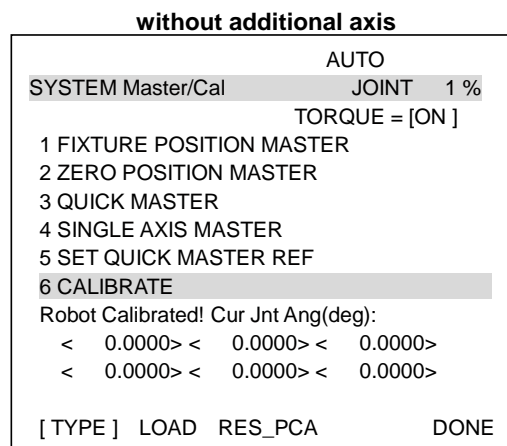 without additional axis
AUTO
SYSTEM Master/Cal JOINT 1 %
TORQUE = [ON ]
1 FIXTURE POSITION MASTER
2 ZERO POSITION MASTER
3 QUICK MASTER
4 SINGLE AXIS MASTER
5 SET QUICK MASTER REF
6 CALIBRATE
Robot Calibrated! Cur Jnt Ang(deg):
< 0.0000> < 0.0000> < 0.0000>
< 0.0000> < 0.0000> < 0.0000>
[ TYPE ] LOAD RES_PCA DONE